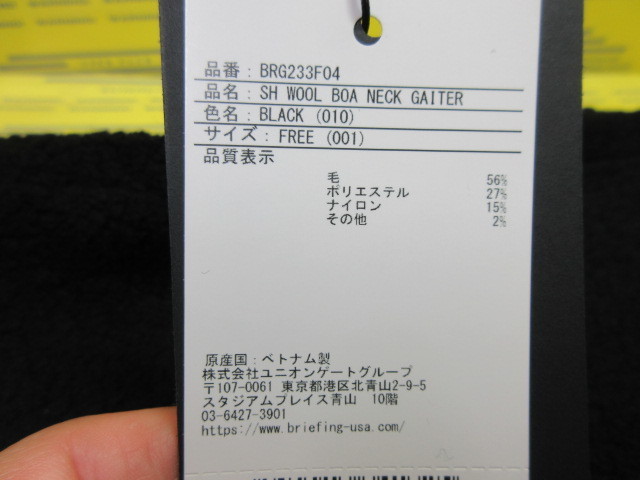 品番：BRG233F04
品名：SH WOOL BOA NECK GAITER
色名：BLACK (010)
サイズ：FREE (001)
品質表示
毛 56%
ポリエステル 27%
ナイロン 15%
その他 2%
原産国：ベトナム製
株式会社ユニオンゲートグループ
〒107-0061 東京都港区北青山2-9-5
スタジアムプレイス青山 10階
03-6427-3901
https://www.briefing-usa.com/